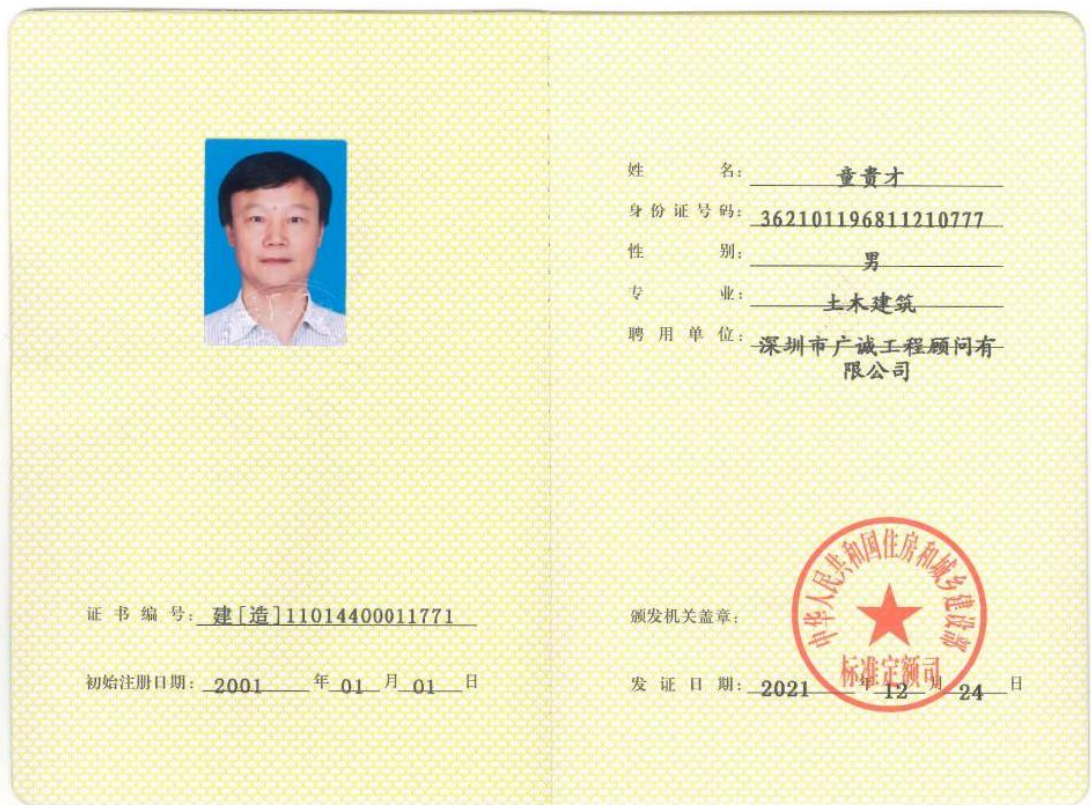 证书编号:建[造]11014400011771
初始注册日期:2001年01月01日
姓名:童贵才
身份证号码:362101196811210777
性别:男
专业:土木建筑
聘用单位:深圳市广诚工程顾问有
限公司
中华人民共和国住房和城乡建设部
标准定额司
颁发机关盖章:
发证日期:2021年12月24日